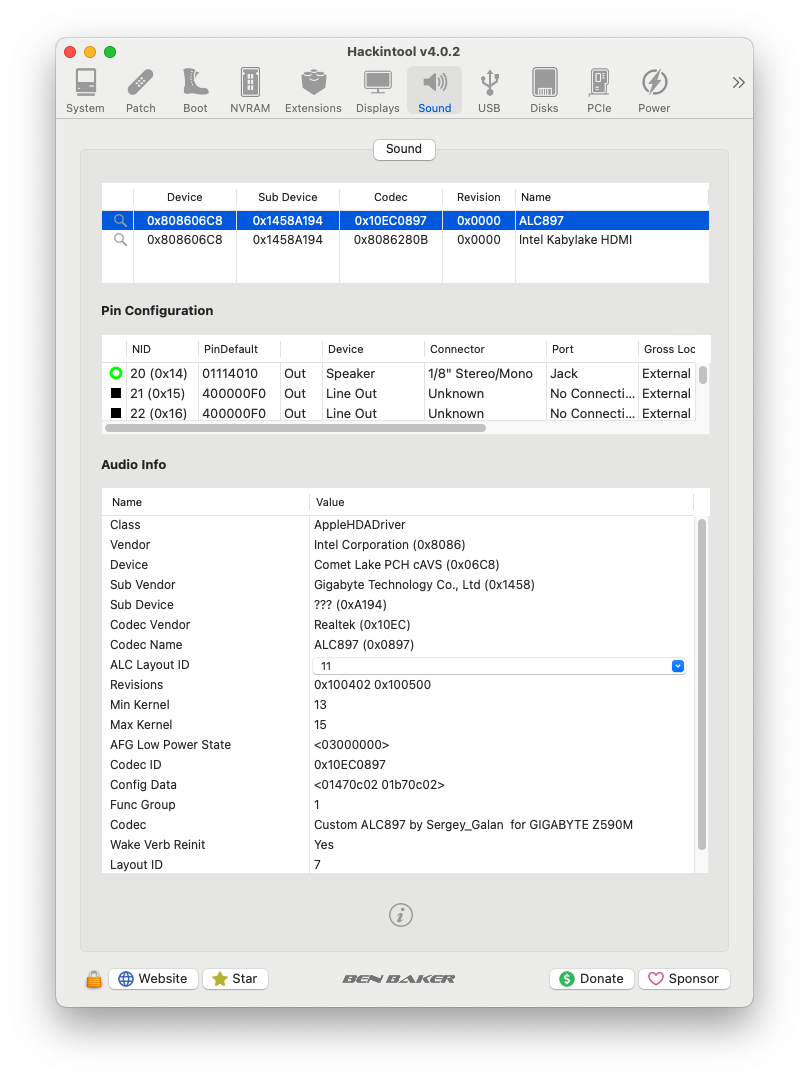 Hackintool v4.0.2
System Patch Boot NVRAM Extensions Displays Sound USB Disks PCIe Power
Sound
Device Sub Device Codec Revision Name
0x808606C8 0x1458A194 0x10EC0897 0x0000 ALC897
0x808606C8 0x1458A194 0x8086280B 0x0000 Intel Kabylake HDMI
Pin Configuration
NID PinDefault Device Connector Port Gross Loc
20 (0x14) 01114010 Out Speaker 1/8" Stereo/Mono Jack External
21 (0x15) 400000F0 Out Line Out Unknown No Connecti... External
22 (0x16) 400000F0 Out Line Out Unknown No Connecti... External
Audio Info
Name Value
Class AppleHDADriver
Vendor Intel Corporation (0x8086)
Device Comet Lake PCH cAVS (0x06C8)
Sub Vendor Gigabyte Technology Co., Ltd (0x1458)
Sub Device ??? (0xA194)
Codec Vendor Realtek (0x10EC)
Codec Name ALC897 (0x0897)
ALC Layout ID 11
Revisions 0x100402 0x100500
Min Kernel 13
Max Kernel 15
AFG Low Power State <03000000>
Codec ID 0x10EC0897
Config Data <01470c02 01b70c02>
Func Group 1
Codec Custom ALC897 by Sergey_Galan  for GIGABYTE Z590M
Wake Verb Reinit Yes
Layout ID 7
Website Star BEN BAKER Donate Sponsor